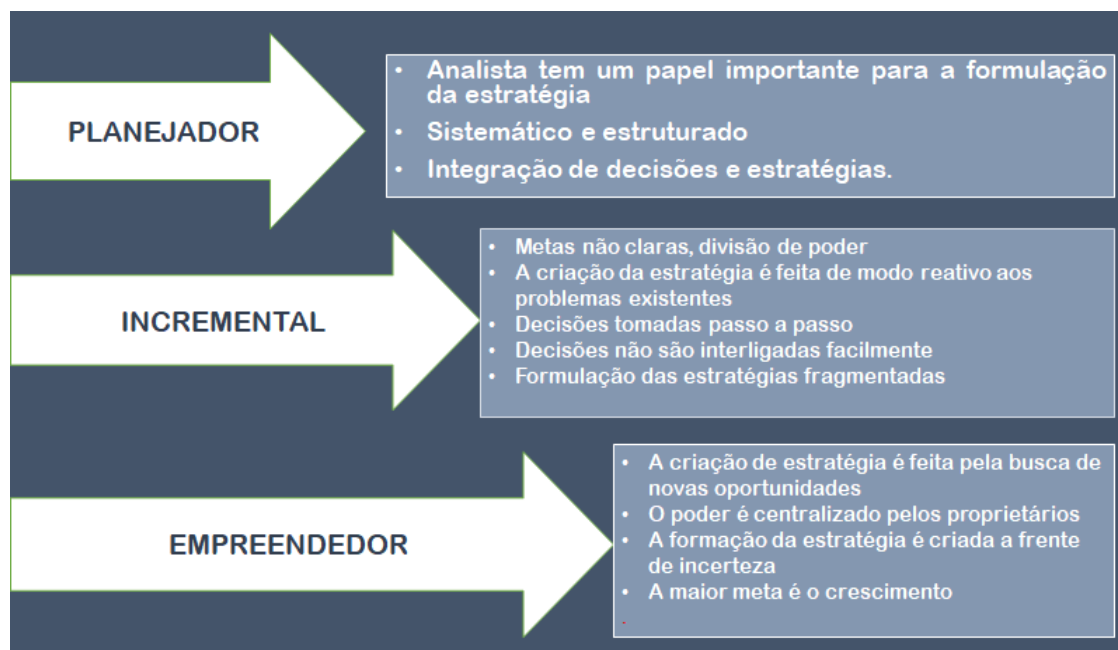 PLANEJADOR
• Analista tem um papel importante para a formulação
da estratégia
• Sistemático e estruturado
• Integração de decisões e estratégias.
INCREMENTAL
• Metas não claras, divisão de poder
• A criação da estratégia é feita de modo reativo aos
problemas existentes
• Decisões tomadas passo a passo
• Decisões não são interligadas facilmente
• Formulação das estratégias fragmentadas
EMPREENDEDOR
• A criação de estratégia é feita pela busca de
novas oportunidades
• O poder é centralizado pelos proprietários
• A formação da estratégia é criada a frente
de incerteza
• A maior meta é o crescimento
.